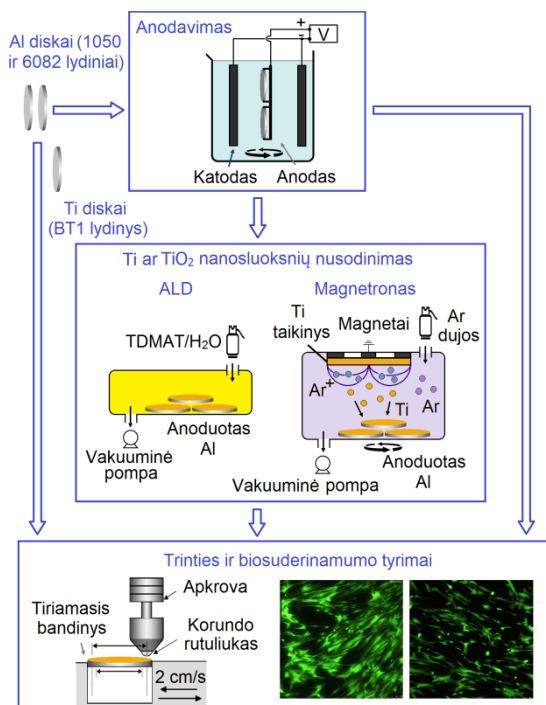 Al diskai (1050
ir 6082 lydiniai)
Anodavimas
+
-
V
Katodas
Anodas
Ti diskai
(BT1 lydinys)
Ti ar TiO₂ nanosluoksnių nusodinimas
ALD
Magnetronas
TDMAT/H₂O
Ti
taikinys
Magnetai
Ar
dujos
Ar⁺
Ti
Ar
Anoduotas
Al
Vakuuminė
pompa
Anoduotas
Al
Vakuuminė
pompa
Trinties ir biosuderinamumo tyrimai
Tiriamasis
bandinys
Apkrova
Korundo
rutuliukas
2 cm/s